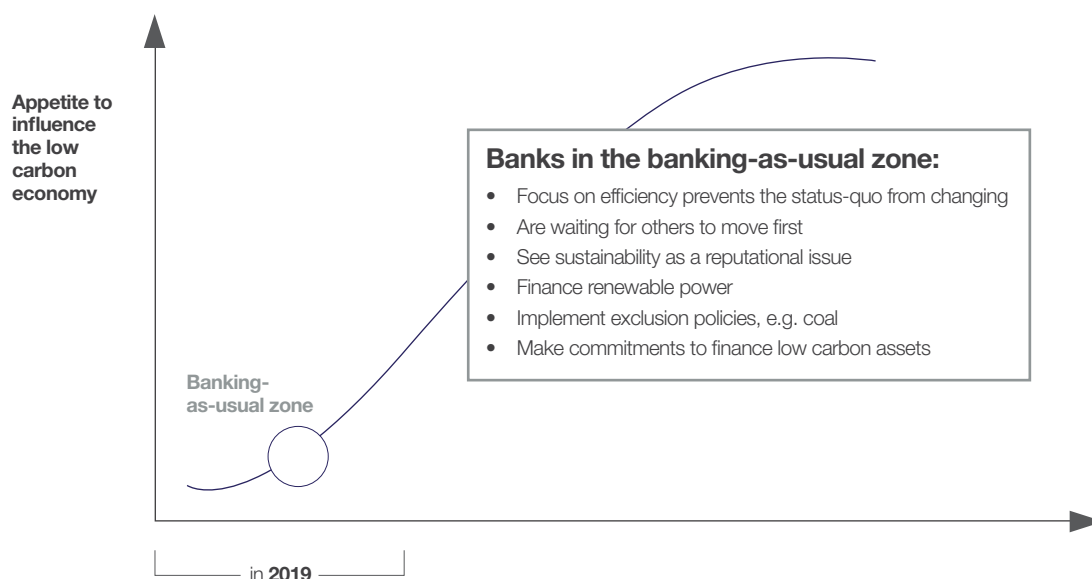 Appetite to
influence
the low
carbon
economy
Banks in the banking-as-usual zone:
• Focus on efficiency prevents the status-quo from changing
• Are waiting for others to move first
• See sustainability as a reputational issue
• Finance renewable power
• Implement exclusion policies, e.g. coal
• Make commitments to finance low carbon assets
Banking-
as-usual zone
in 2019